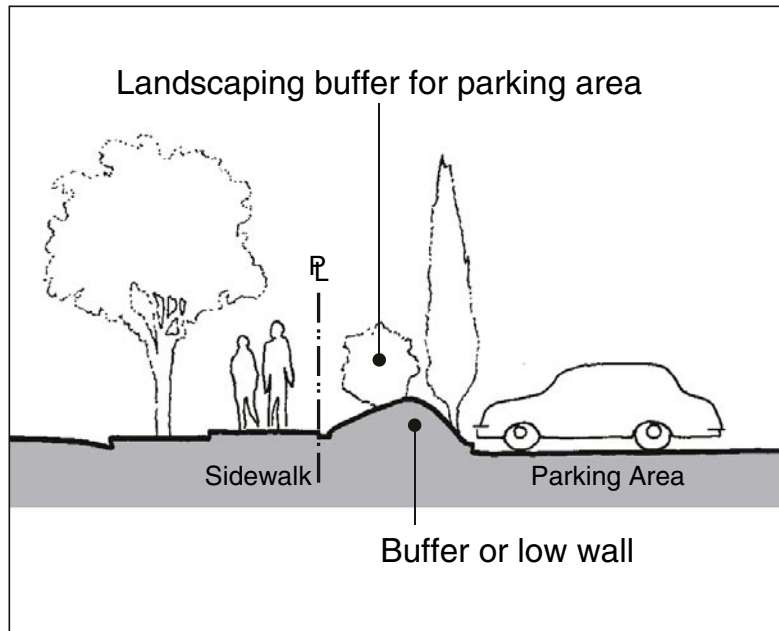 Landscaping buffer for parking area
PL
Sidewalk
Parking Area
Buffer or low wall